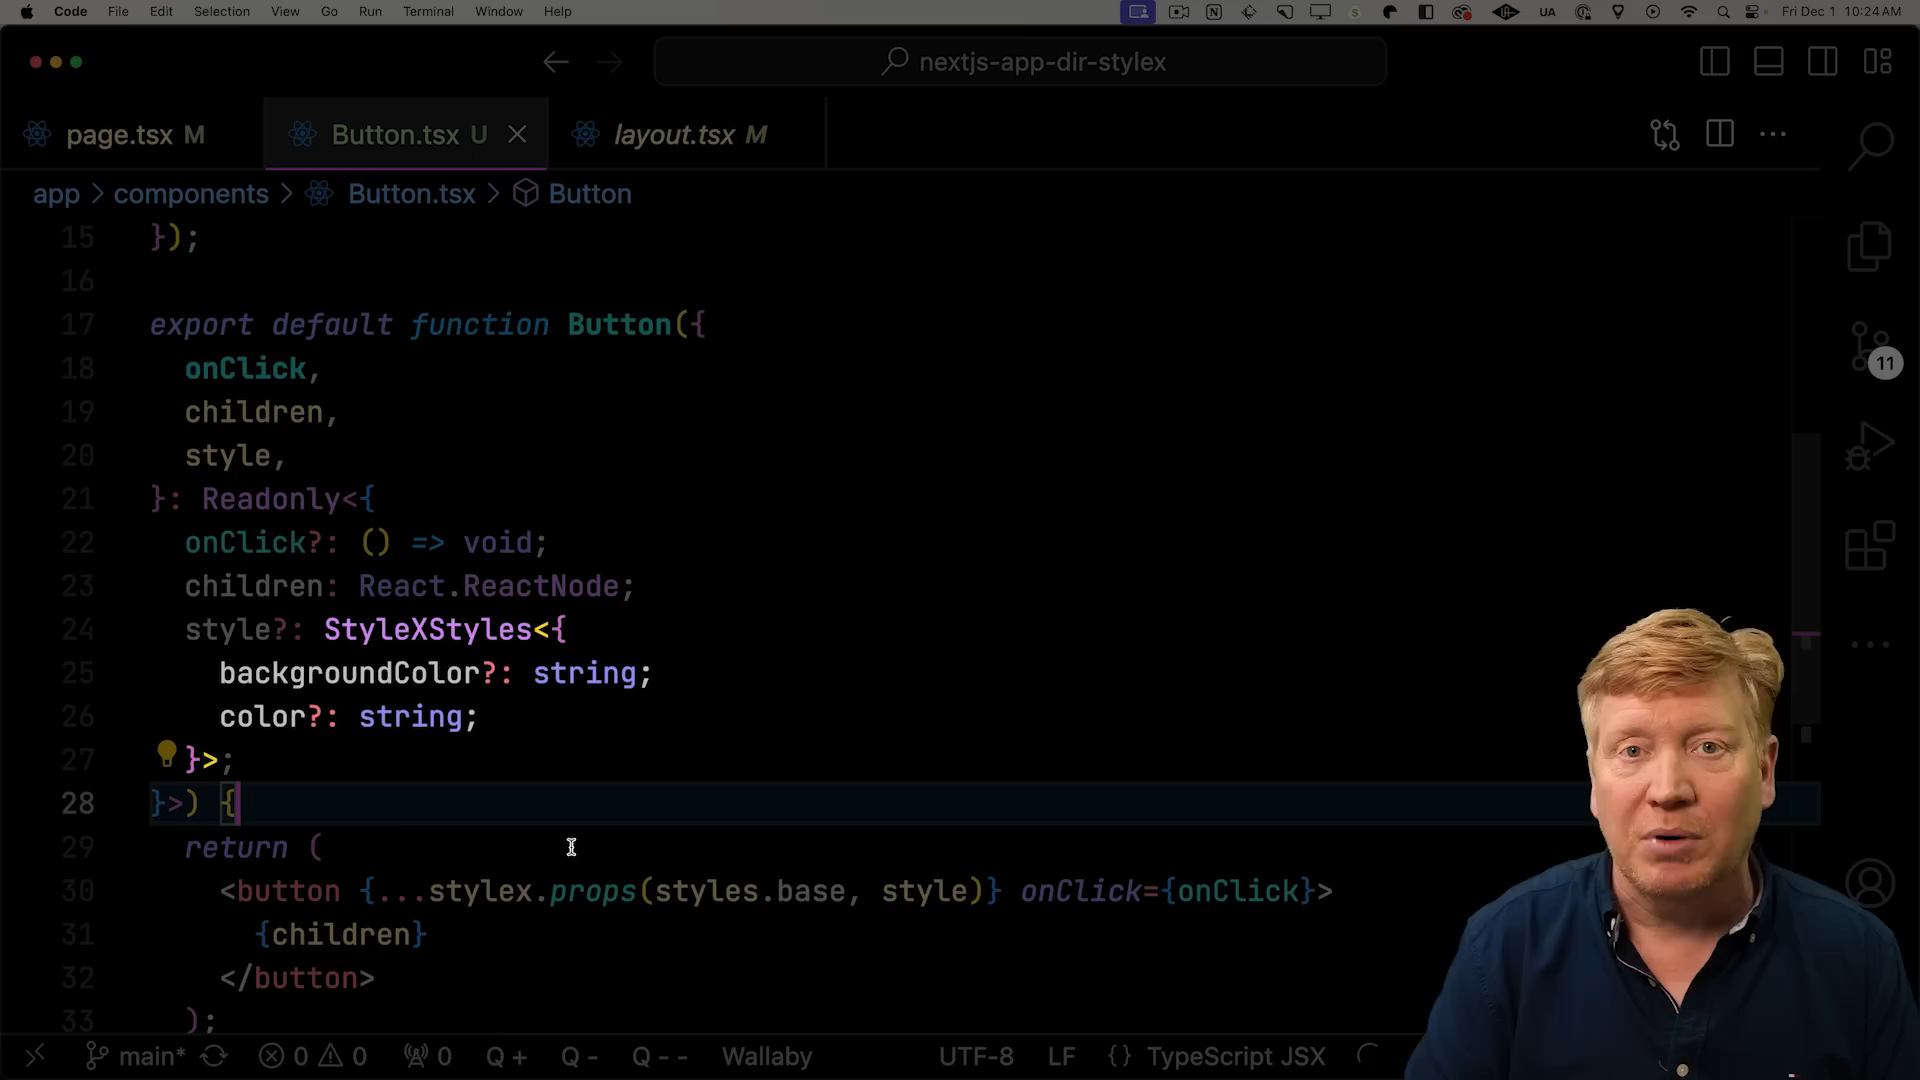 Code File Edit Selection View Go Run Terminal Window Help UA Fri Dec 1 10:24 AM
nextjs-app-dir-stylex
page.tsx M Button.tsx U layout.tsx M
app > components > Button.tsx > Button
15 });
16
17 export default function Button({
18 onClick,
19 children,
20 style,
21 }: Readonly<{
22 onClick?: () => void;
23 children: React.ReactNode;
24 style?: StyleXStyles<{
25 backgroundColor?: string;
26 color?: string;
27 }>;
28 }>) {
29 return (
30 <button {...stylex.props(styles.base, style)} onClick={onClick}>
31 {children}
32 </button>
33 );
11
main* 0 0 0 Q + Q - Q - - Wallaby UTF-8 LF {} TypeScript JSX